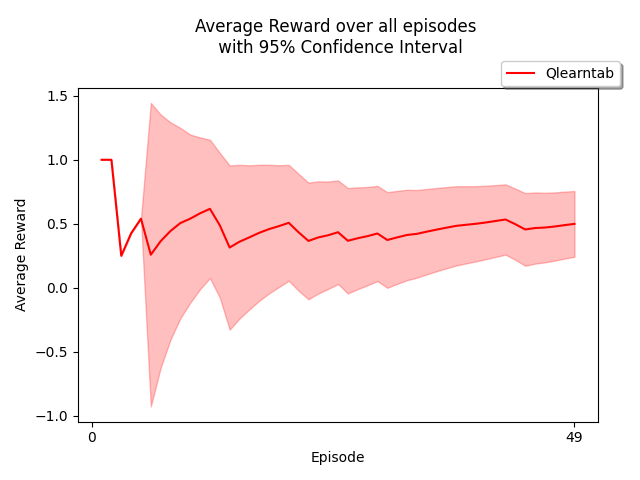 Average Reward over all episodes
with 95% Confidence Interval
Qlearntab
1.5
1.0
0.5
0.0
−0.5
−1.0
Average Reward
0
49
Episode